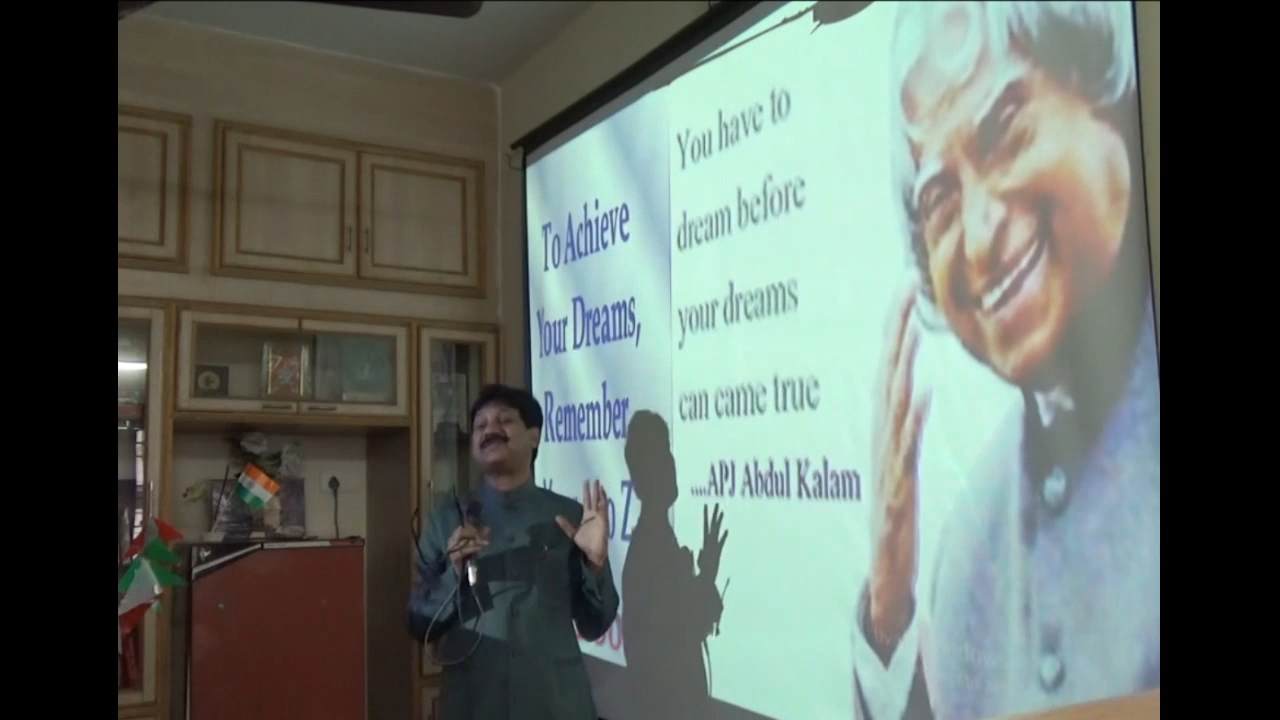 To Achieve
Your Dreams,
Remember
Z
You have to
dream before
your dreams
can came true
....APJ Abdul Kalam